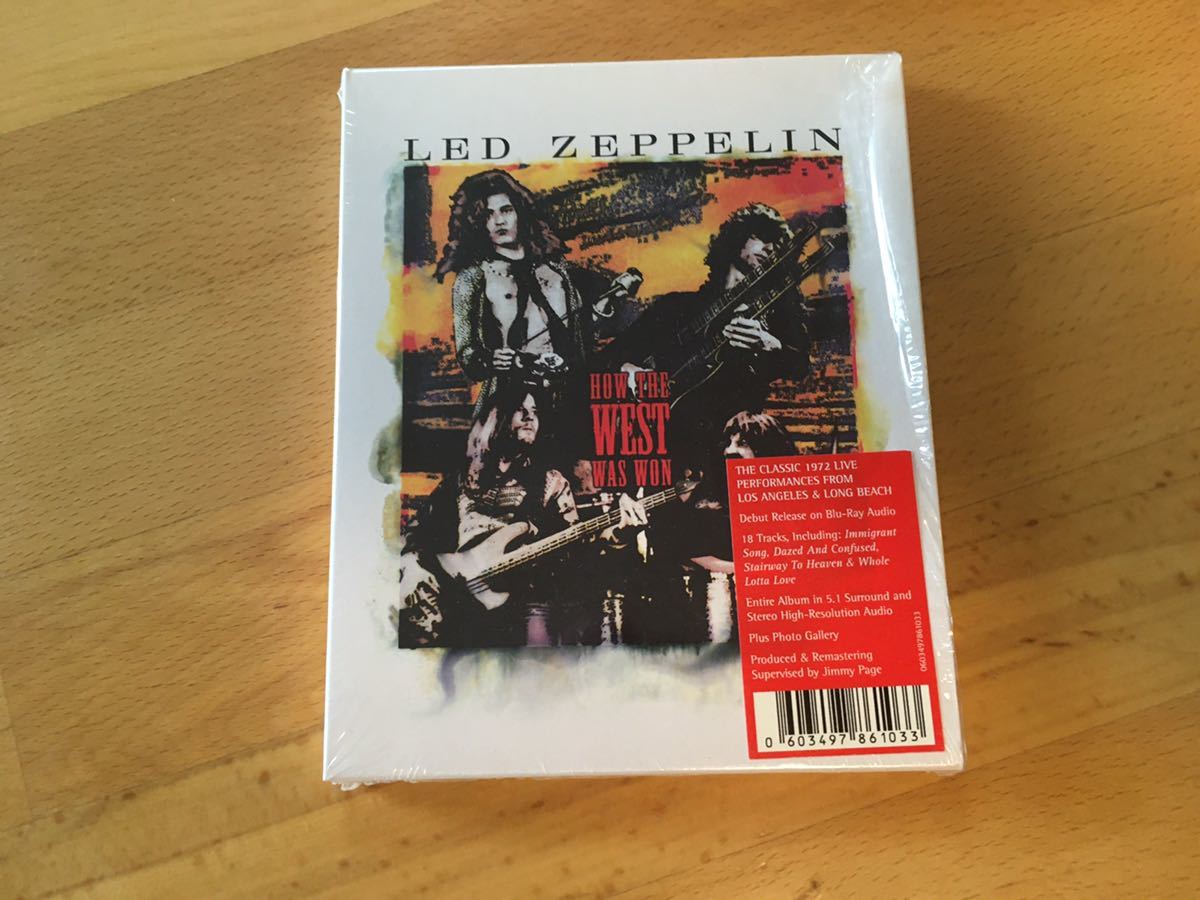 LED ZEPPELIN
HOW THE
WEST
WAS WON
THE CLASSIC 1972 LIVE
PERFORMANCES FROM
LOS ANGELES & LONG BEACH
Debut Release on Blu-Ray Audio
18 Tracks, Including: Immigrant
Song, Dazed And Confused,
Stairway To Heaven & Whole
Lotta Love
Entire Album in 5.1 Surround and
Stereo High-Resolution Audio
Plus Photo Gallery
Produced & Remastering
Supervised by Jimmy Page
0603497861033
0 603497 861033